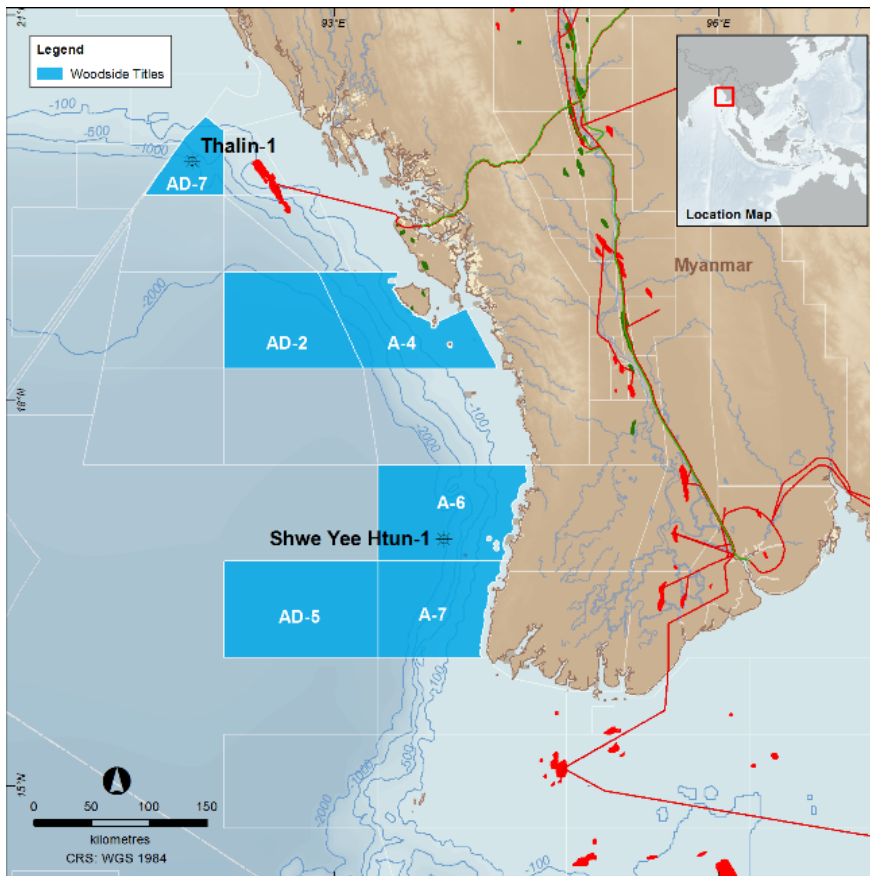 21°N
93°E
96°E
Legend
Woodside Titles
-100
-500
-1000
Thalin-1
AD-7
Location Map
Myanmar
-2000
AD-2
A-4
-100
-2000
18°N
A-6
Shwe Yee Htun-1
AD-5
A-7
-100
-500
-1000
-2000
15°N
0 50 100 150
kilometres
CRS: WGS 1984
-100